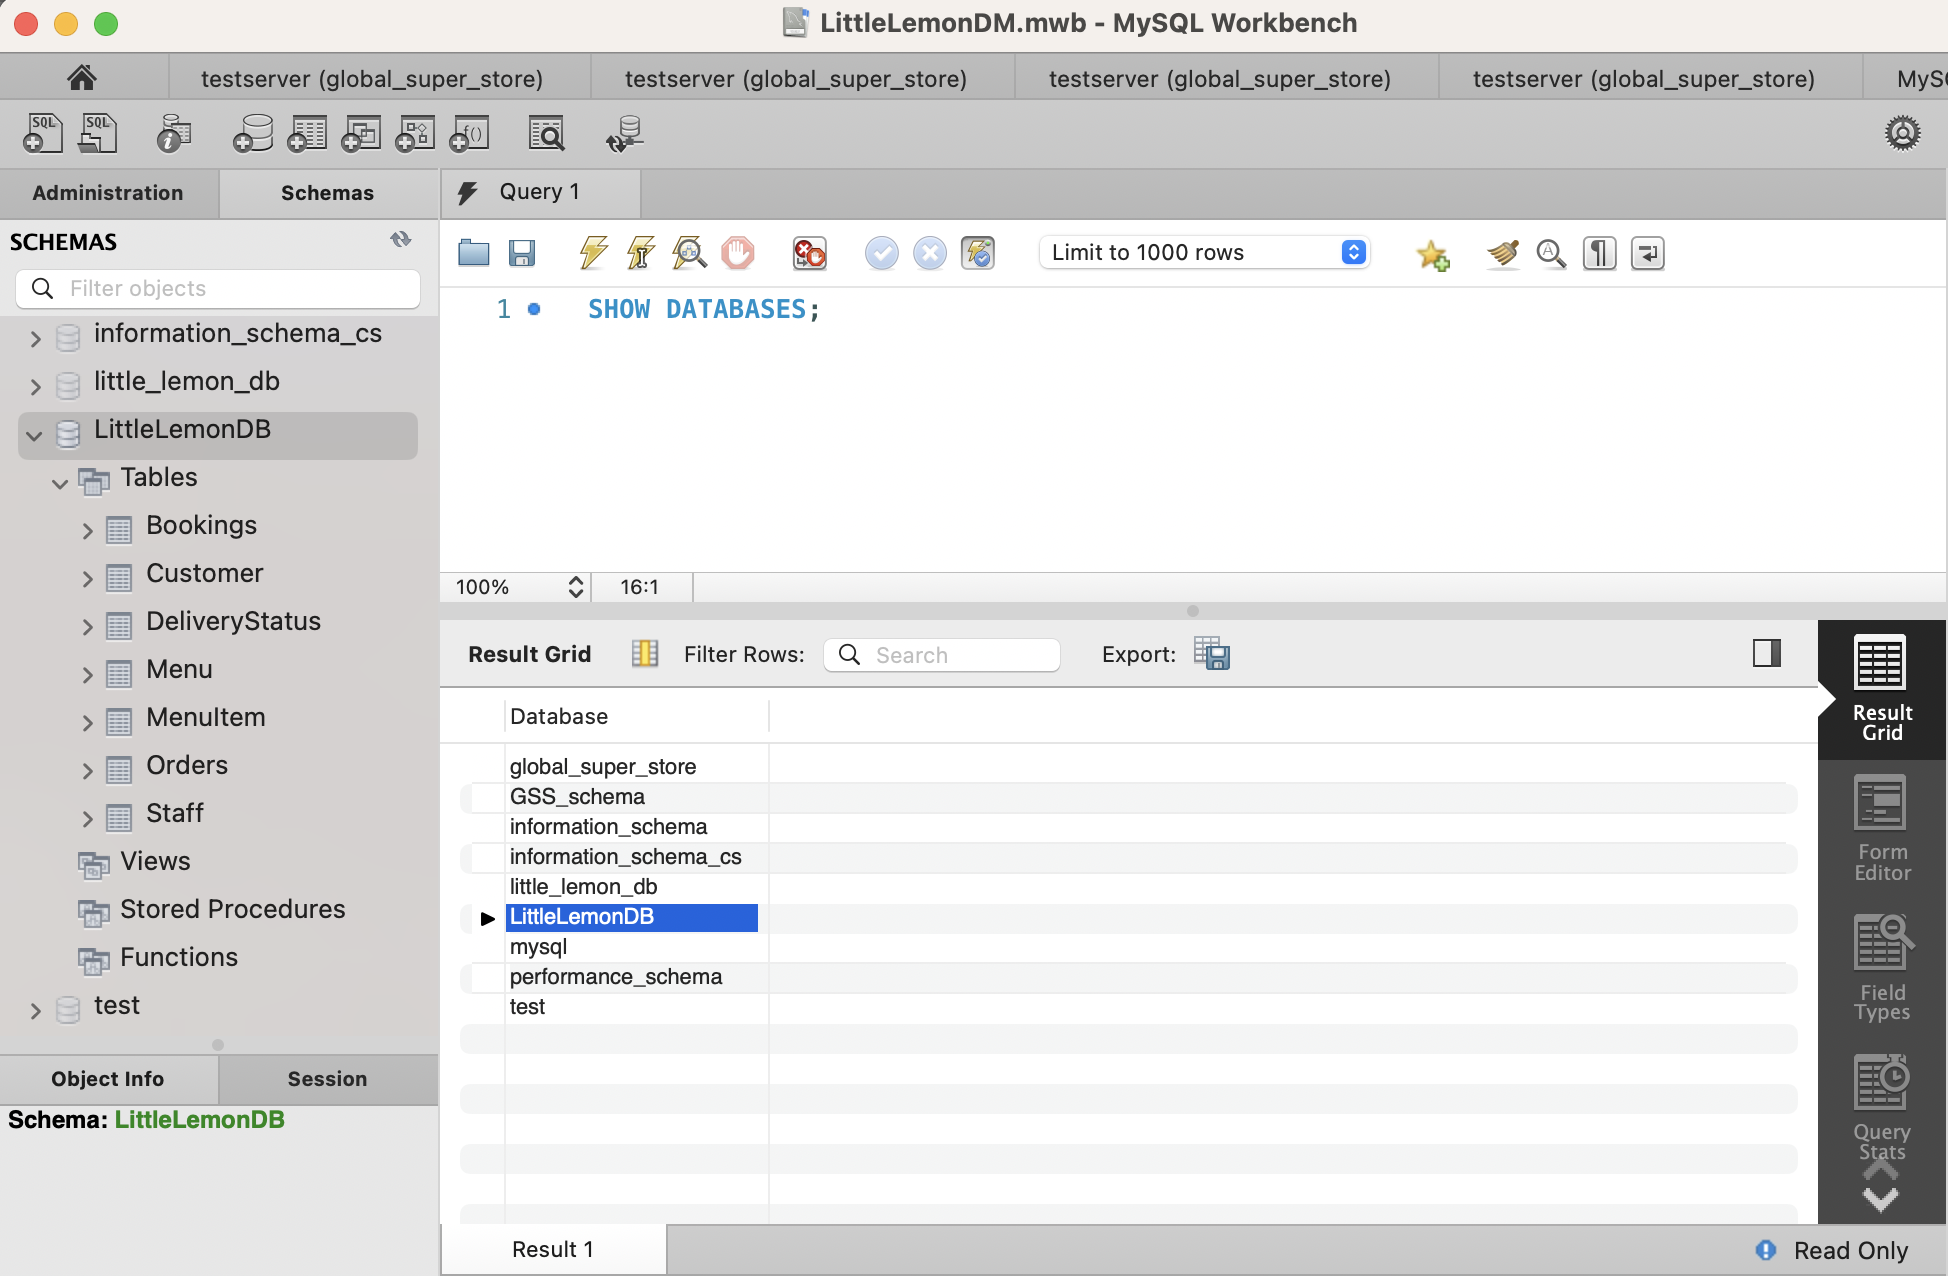 LittleLemonDM.mwb - MySQL Workbench
testserver (global_super_store)
testserver (global_super_store)
testserver (global_super_store)
testserver (global_super_store)
MyS
SQL
SQL
i
f()
Administration
Schemas
Query 1
SCHEMAS
Filter objects
Limit to 1000 rows
information_schema_cs
little_lemon_db
LittleLemonDB
Tables
Bookings
Customer
DeliveryStatus
Menu
MenuItem
Orders
Staff
Views
Stored Procedures
Functions
test
1 SHOW DATABASES;
100%
16:1
Result Grid
Filter Rows:
Search
Export:
Database
global_super_store
GSS_schema
information_schema
information_schema_cs
little_lemon_db
LittleLemonDB
mysql
performance_schema
test
Result
Grid
Form
Editor
Field
Types
Query
Stats
Object Info
Session
Schema: LittleLemonDB
Result 1
Read Only